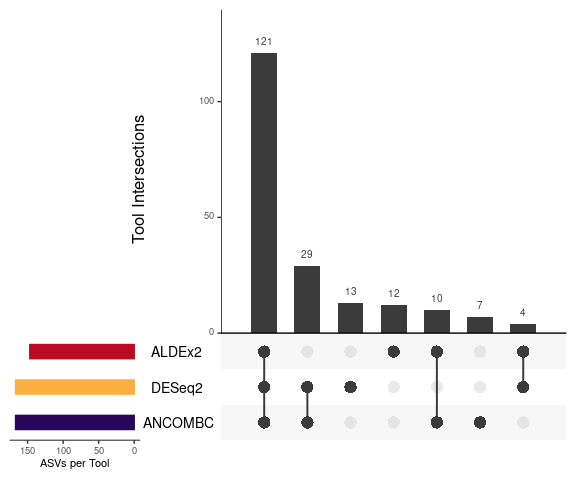 121
100
Tool Intersections
50
29
13
12
10
7
4
0
ALDEx2
DESeq2
ANCOMBC
150 100 50 0
ASVs per Tool